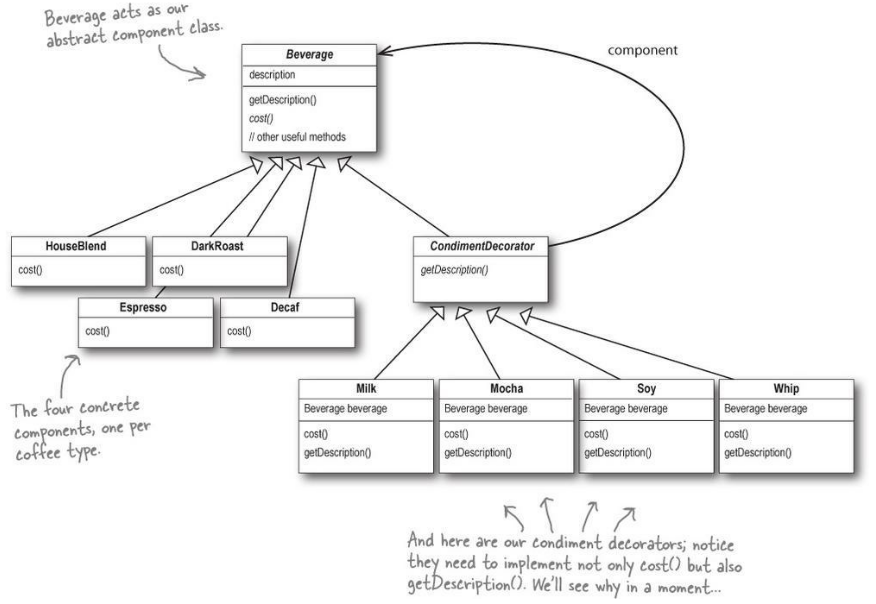 Beverage acts as our
abstract component class.
Beverage
description
getDescription()
cost()
// other useful methods
component
HouseBlend
cost()
DarkRoast
cost()
CondimentDecorator
getDescription()
Espresso
cost()
Decaf
cost()
The four concrete
components, one per
coffee type.
Milk
Beverage beverage
cost()
getDescription()
Mocha
Beverage beverage
cost()
getDescription()
Soy
Beverage beverage
cost()
getDescription()
Whip
Beverage beverage
cost()
getDescription()
And here are our condiment decorators; notice
they need to implement not only cost() but also
getDescription(). We'll see why in a moment...